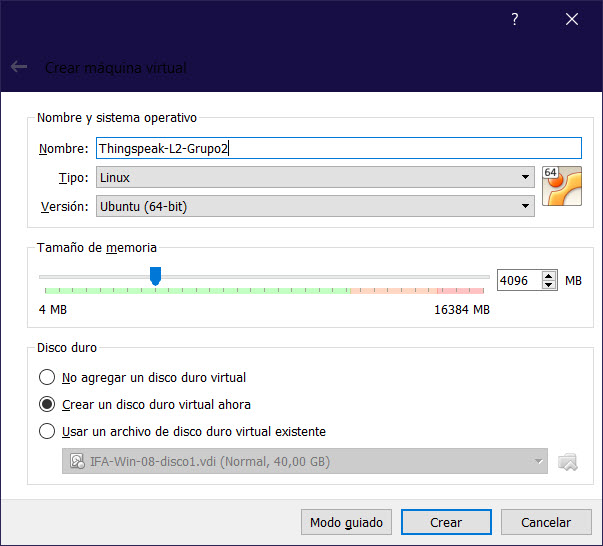 ?
Crear máquina virtual
Nombre y sistema operativo
Nombre: Thingspeak-L2-Grupo2
64
Tipo: Linux
Versión: Ubuntu (64-bit)
Tamaño de memoria
4096 MB
4 MB 16384 MB
Disco duro
No agregar un disco duro virtual
Crear un disco duro virtual ahora
Usar un archivo de disco duro virtual existente
IFA-Win-08-disco1.vdi (Normal, 40,00 GB)
Modo guiado Crear Cancelar